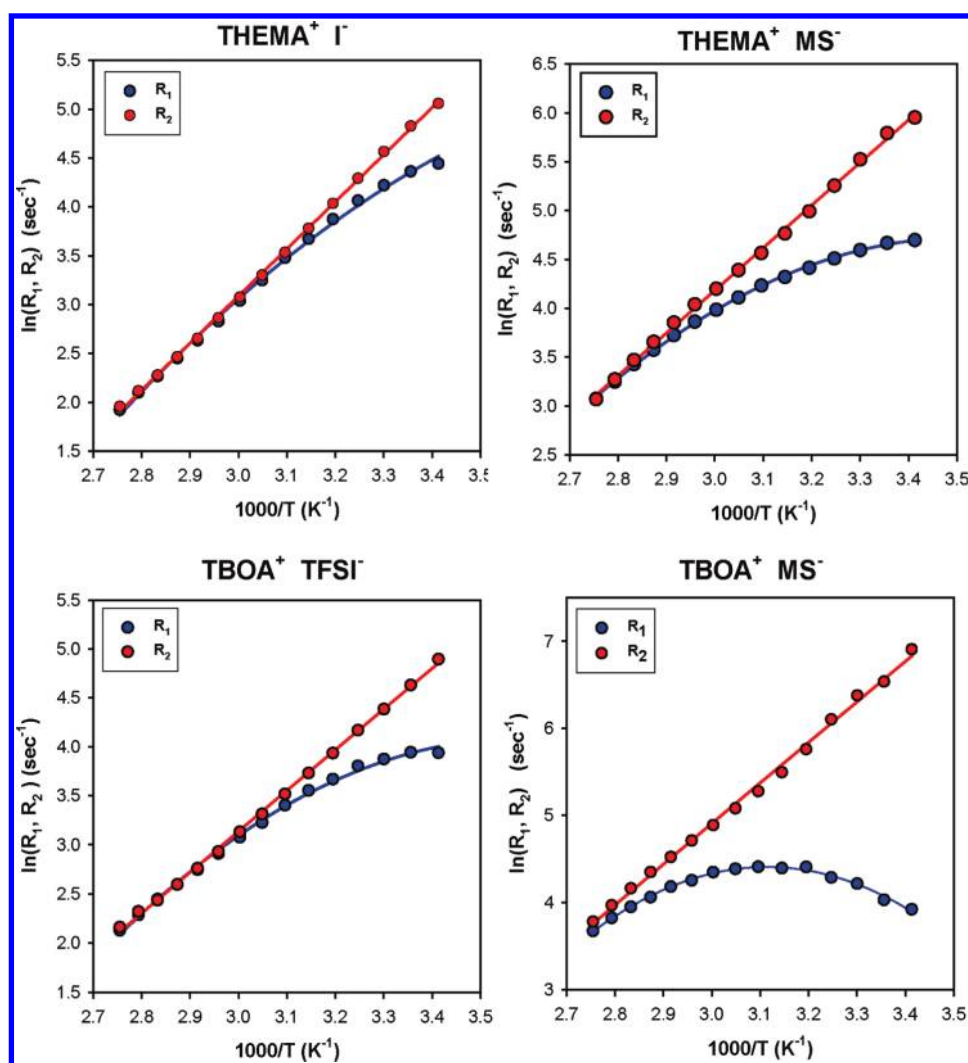 THEMA⁺ I⁻
R₁
R₂
ln(R₁, R₂) (sec⁻¹)
5.5
5.0
4.5
4.0
3.5
3.0
2.5
2.0
1.5
2.7 2.8 2.9 3.0 3.1 3.2 3.3 3.4 3.5
1000/T (K⁻¹)
THEMA⁺ MS⁻
R₁
R₂
ln(R₁, R₂) (sec⁻¹)
6.5
6.0
5.5
5.0
4.5
4.0
3.5
3.0
2.5
2.7 2.8 2.9 3.0 3.1 3.2 3.3 3.4 3.5
1000/T (K⁻¹)
TBOA⁺ TFSI⁻
R₁
R₂
ln(R₁, R₂) (sec⁻¹)
5.5
5.0
4.5
4.0
3.5
3.0
2.5
2.0
1.5
2.7 2.8 2.9 3.0 3.1 3.2 3.3 3.4 3.5
1000/T (K⁻¹)
TBOA⁺ MS⁻
R₁
R₂
ln(R₁, R₂) (sec⁻¹)
7
6
5
4
3
2.7 2.8 2.9 3.0 3.1 3.2 3.3 3.4 3.5
1000/T (K⁻¹)